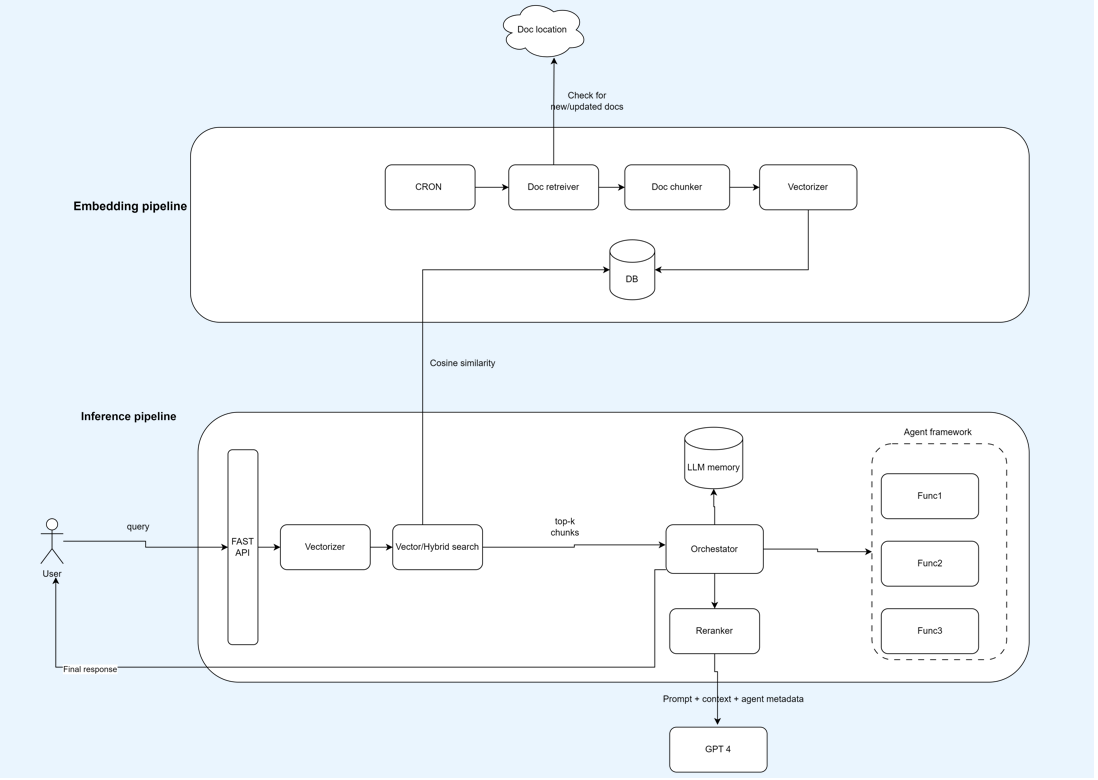 Doc location
Check for
new/updated docs
CRON
Doc retreiver
Doc chunker
Vectorizer
Embedding pipeline
DB
Cosine similarity
Inference pipeline
Agent framework
LLM memory
Func1
query
top-k
chunks
FAST
API
Vectorizer
Vector/Hybrid search
Orchestator
Func2
User
Reranker
Func3
Final response
Prompt + context + agent metadata
GPT 4